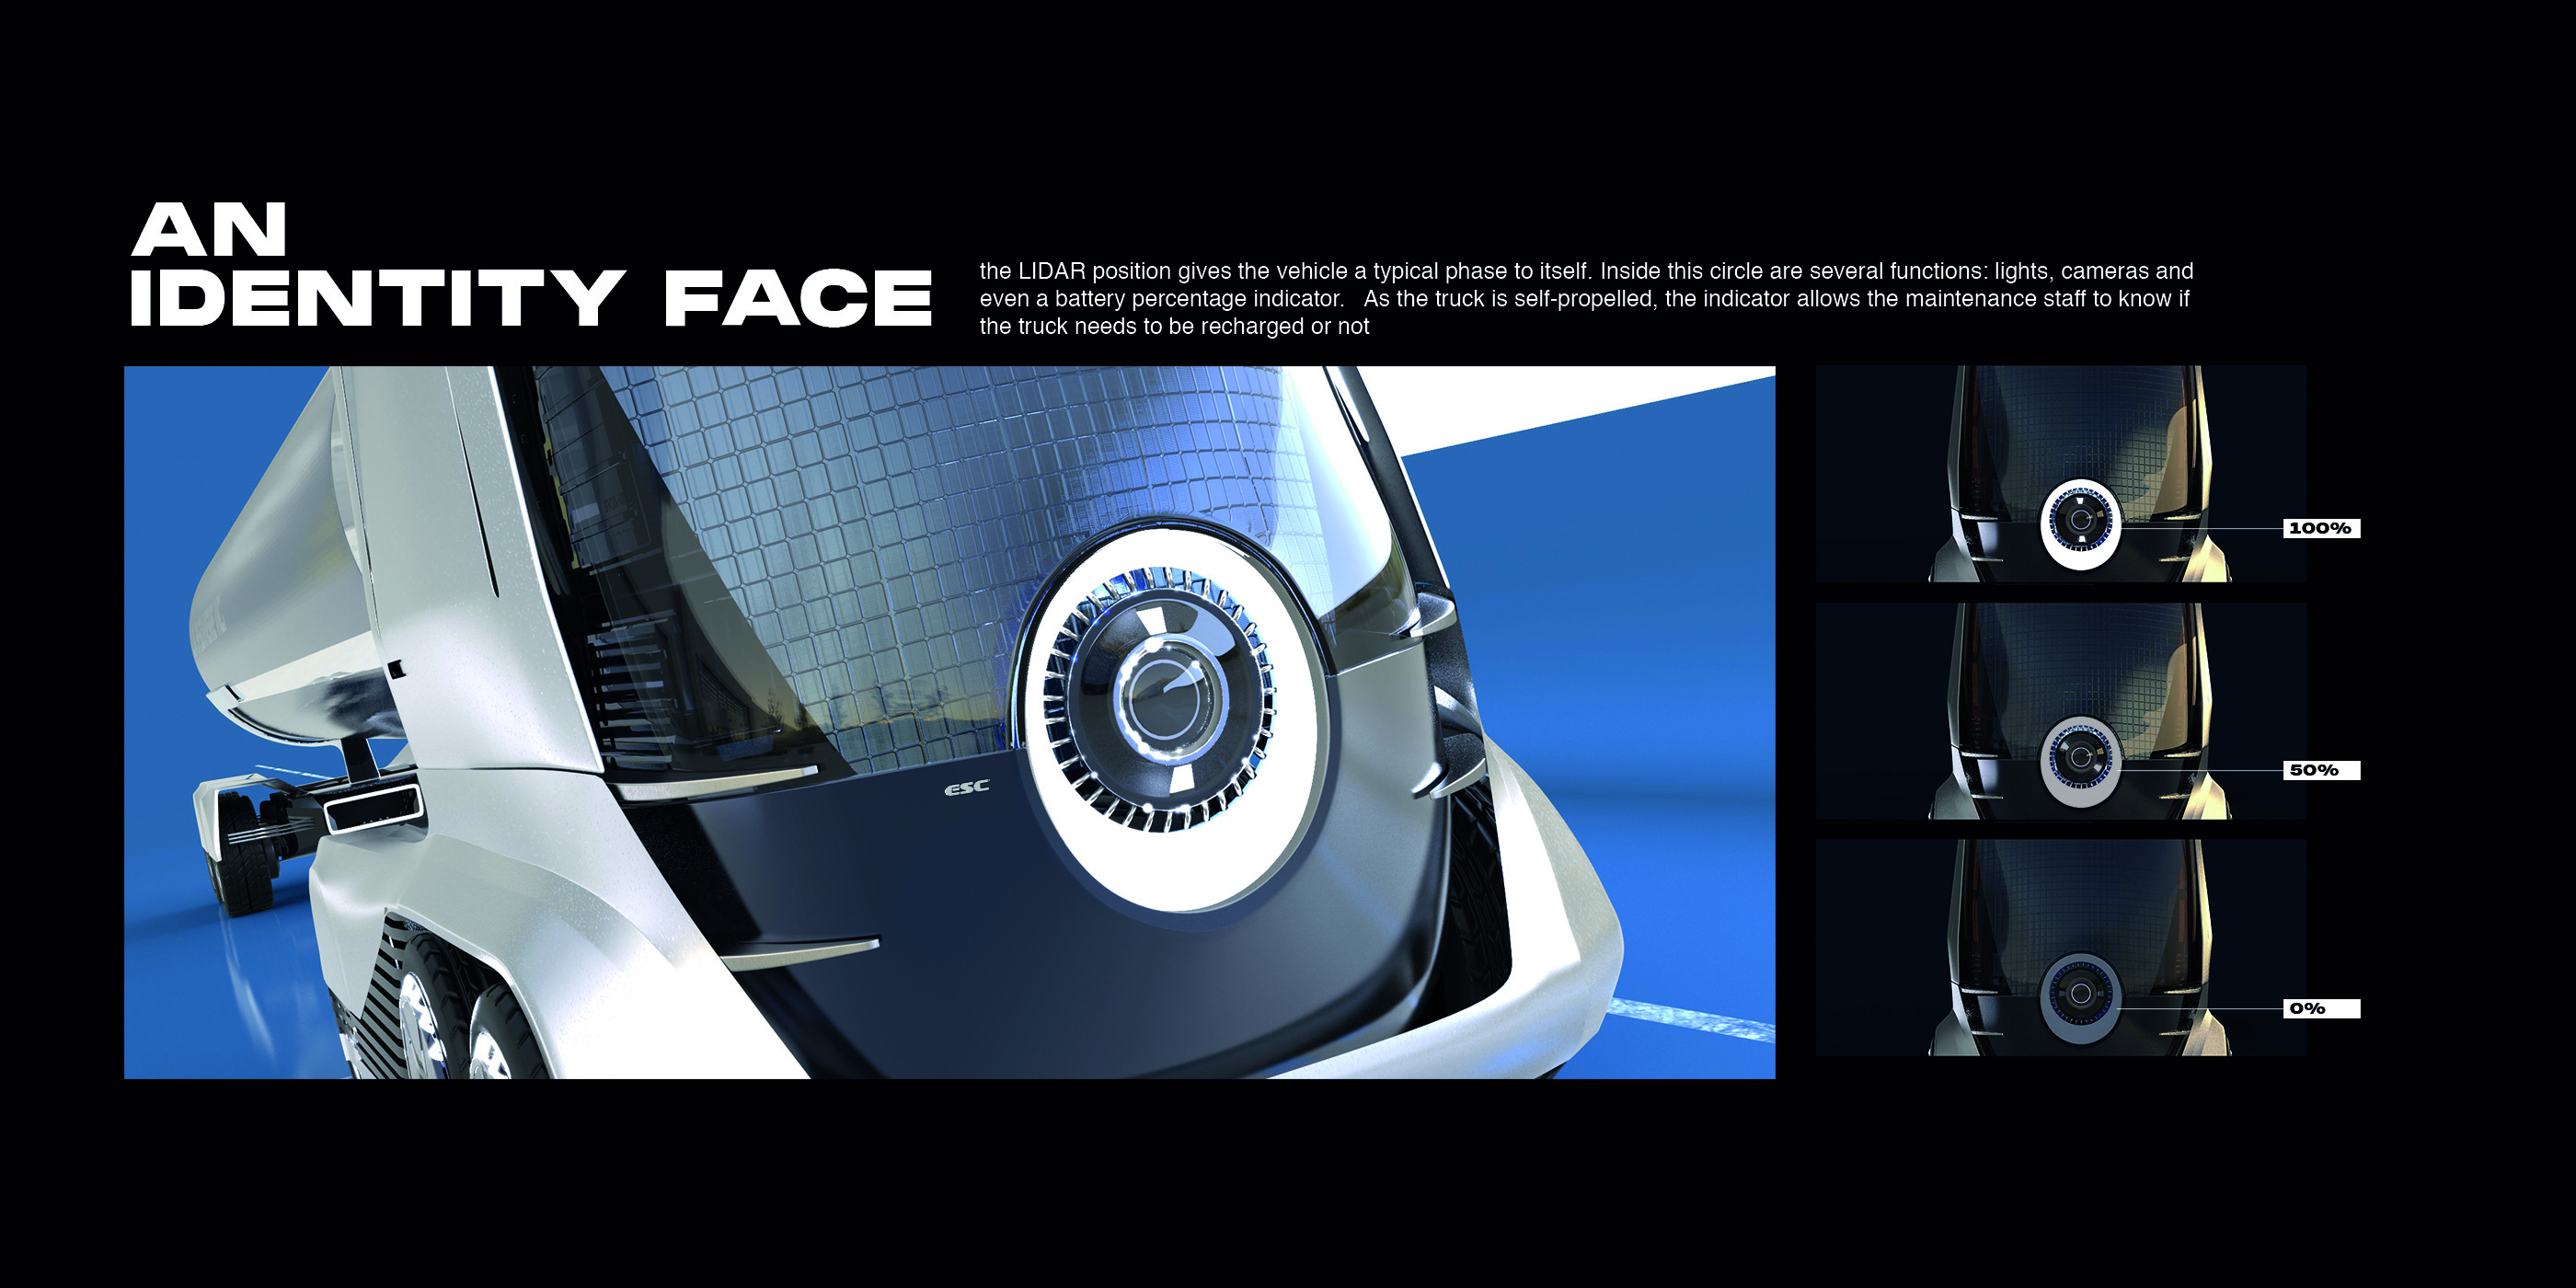 AN
IDENTITY FACE
the LIDAR position gives the vehicle a typical phase to itself. Inside this circle are several functions: lights, cameras and
even a battery percentage indicator.   As the truck is self-propelled, the indicator allows the maintenance staff to know if
the truck needs to be recharged or not
ESC
100%
50%
0%